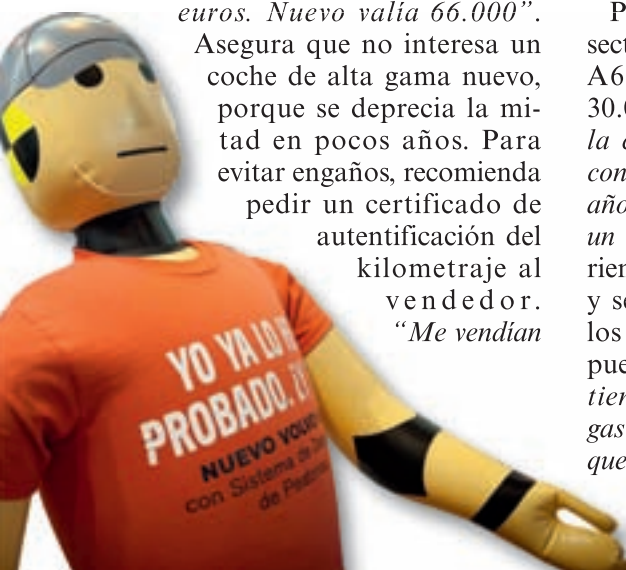 euros. Nuevo valía 66.000”.
Asegura que no interesa un
coche de alta gama nuevo,
porque se deprecia la mi-
tad en pocos años. Para
evitar engaños, recomienda
pedir un certificado de
autentificación del
kilometraje al
vendedor.
“Me vendían
P
sect
A6
30.0
la
con
año
un
rien
y se
los
pue
tien
gas
que
YO YA LO H
PROBADO. ¿Y
NUEVO VOLVO
con Sistema de De
de Peatones